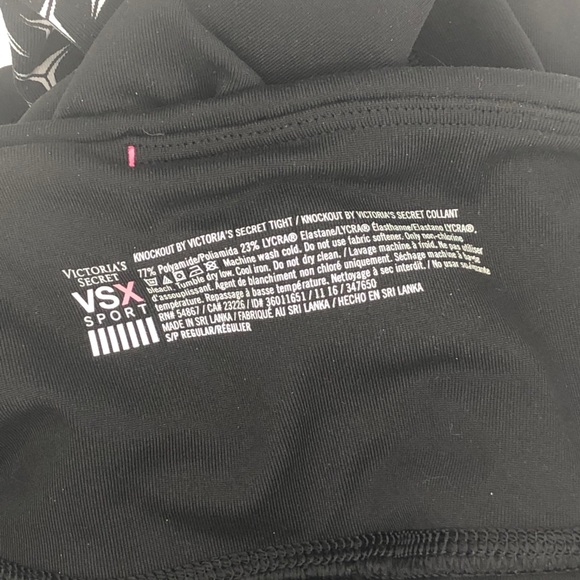 VICTORIA'S
SECRET
VSX
SPORT
KNOCKOUT BY VICTORIA'S SECRET TIGHT / KNOCKOUT BY VICTORIA'S SECRET COLLANT
77% Polyamide/Poliamida 23% LYCRA® Elastane/LYCRA® Élasthanne/Elastano LYCRA®.
Machine wash cold. Do not use fabric softener. Only non-chlorine
bleach. Tumble dry low. Cool iron. Do not dry clean. / Lavage machine à froid. Ne pas utiliser
d'assouplissant. Agent de blanchiment non chloré uniquement. Séchage machine à basse
température. Repassage à basse température. Nettoyage à sec interdit. /
RN# 54867 / CA# 23226 / ID# 36011651 / 11 16 / 347650
MADE IN SRI LANKA / FABRIQUÉ AU SRI LANKA / HECHO EN SRI LANKA
S/P REGULAR/RÉGULIER